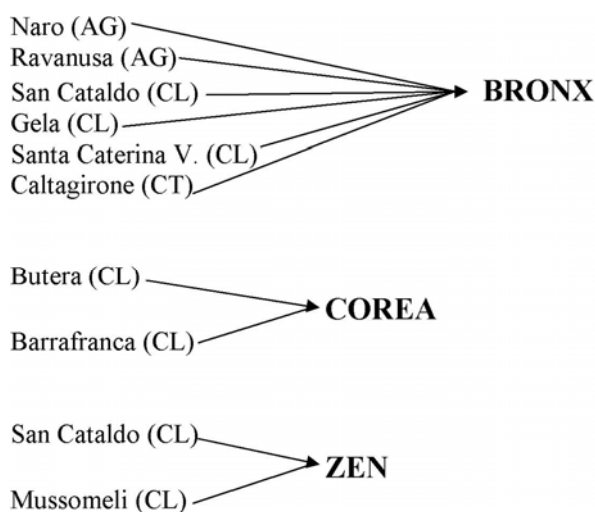 Naro (AG)
Ravanusa (AG)
San Cataldo (CL)
BRONX
Gela (CL)
Santa Caterina V. (CL)
Caltagirone (CT)
Butera (CL)
COREA
Barrafranca (CL)
San Cataldo (CL)
ZEN
Mussomeli (CL)